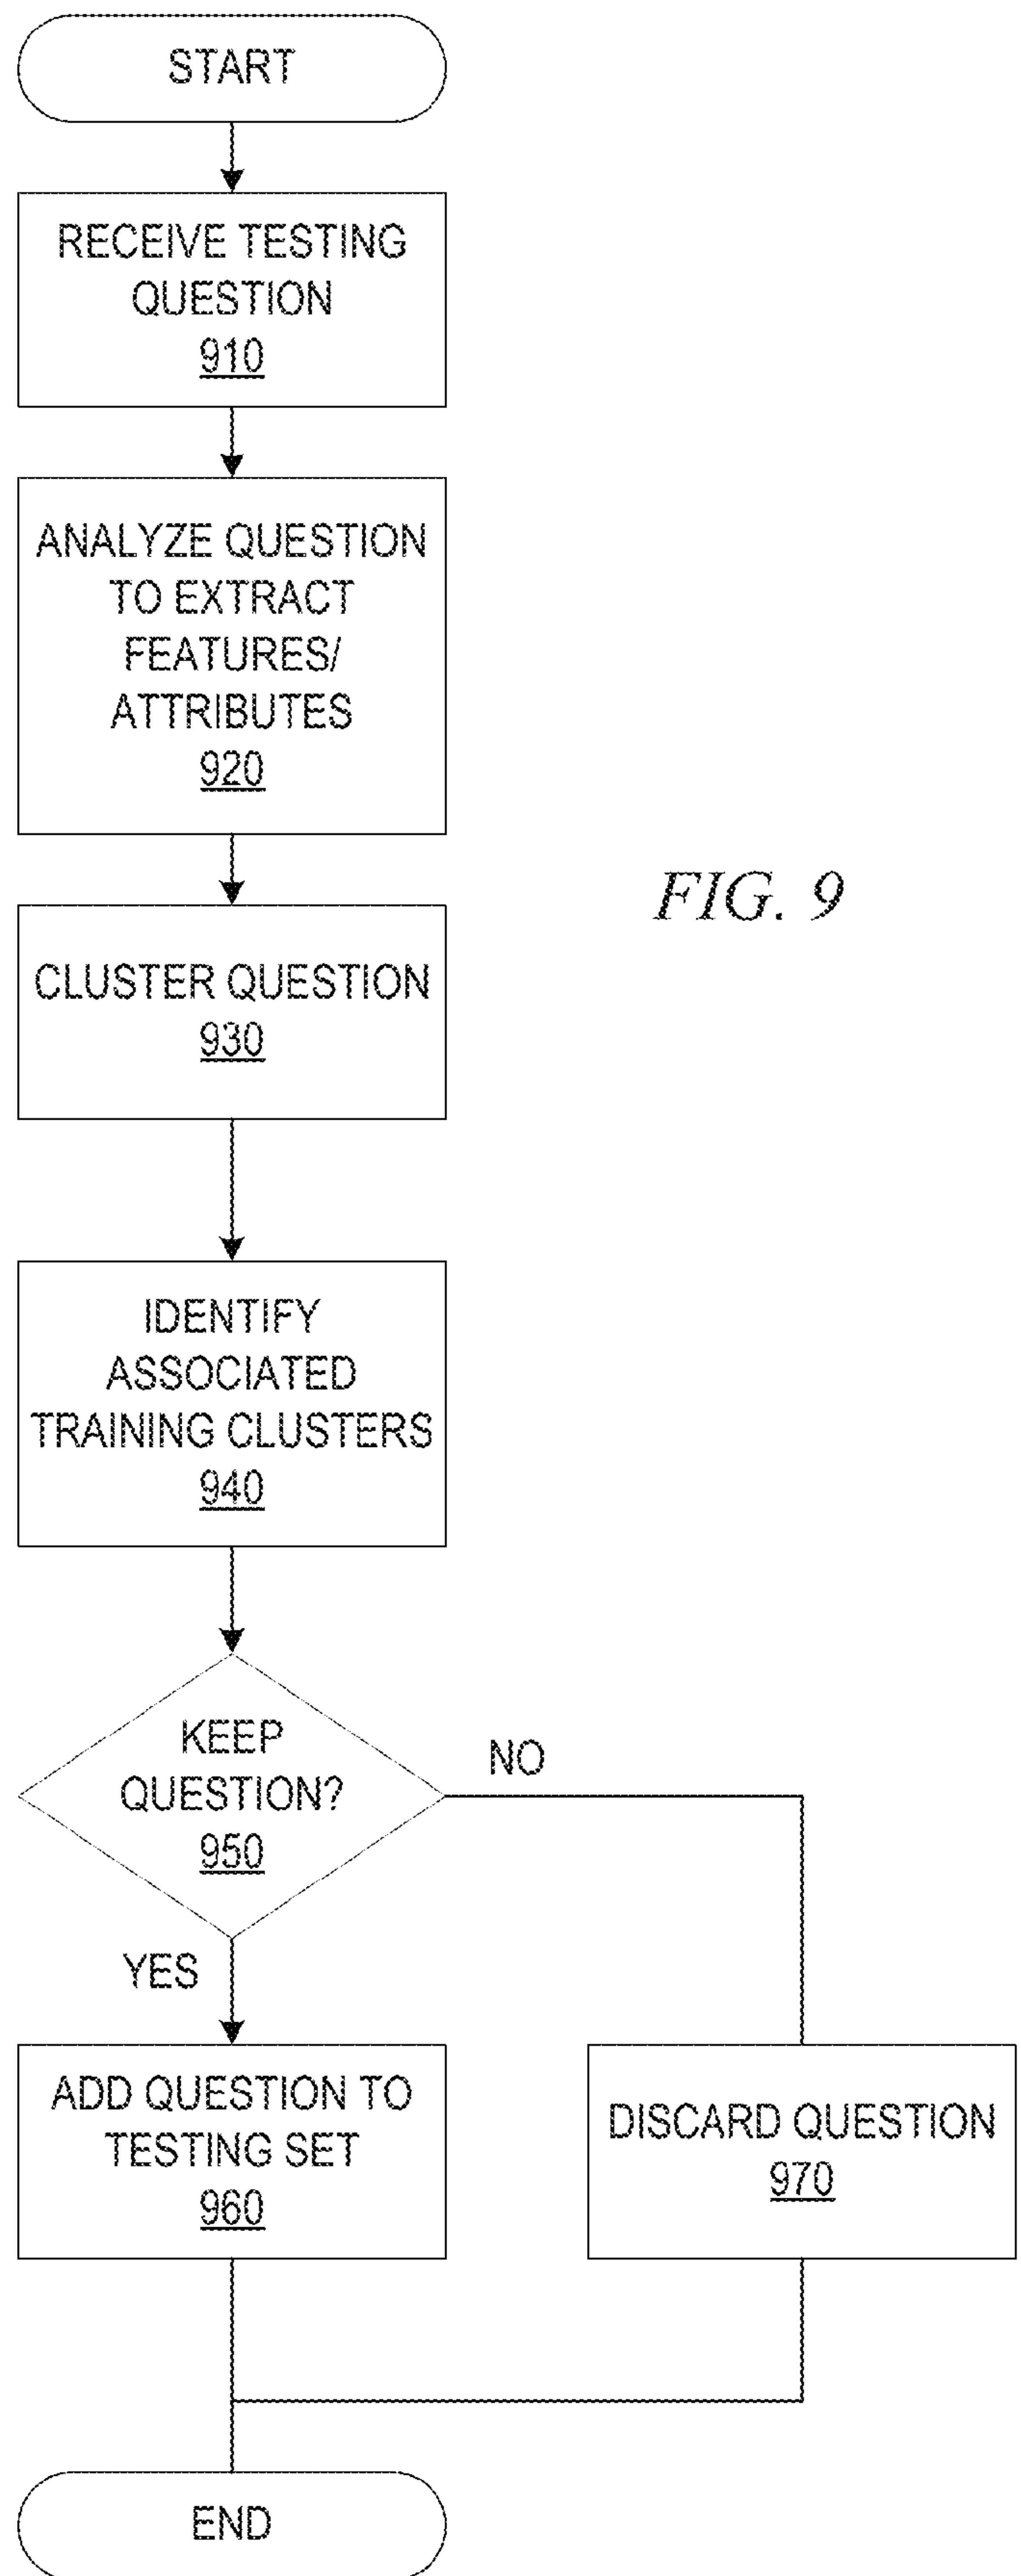 START
RECEIVE TESTING
QUESTION
910
ANALYZE QUESTION
TO EXTRACT
FEATURES/
ATTRIBUTES
920
FIG. 9
CLUSTER QUESTION
930
IDENTIFY
ASSOCIATED
TRAINING CLUSTERS
940
KEEP
QUESTION?
950
NO
YES
ADD QUESTION TO
TESTING SET
960
DISCARD QUESTION
970
END